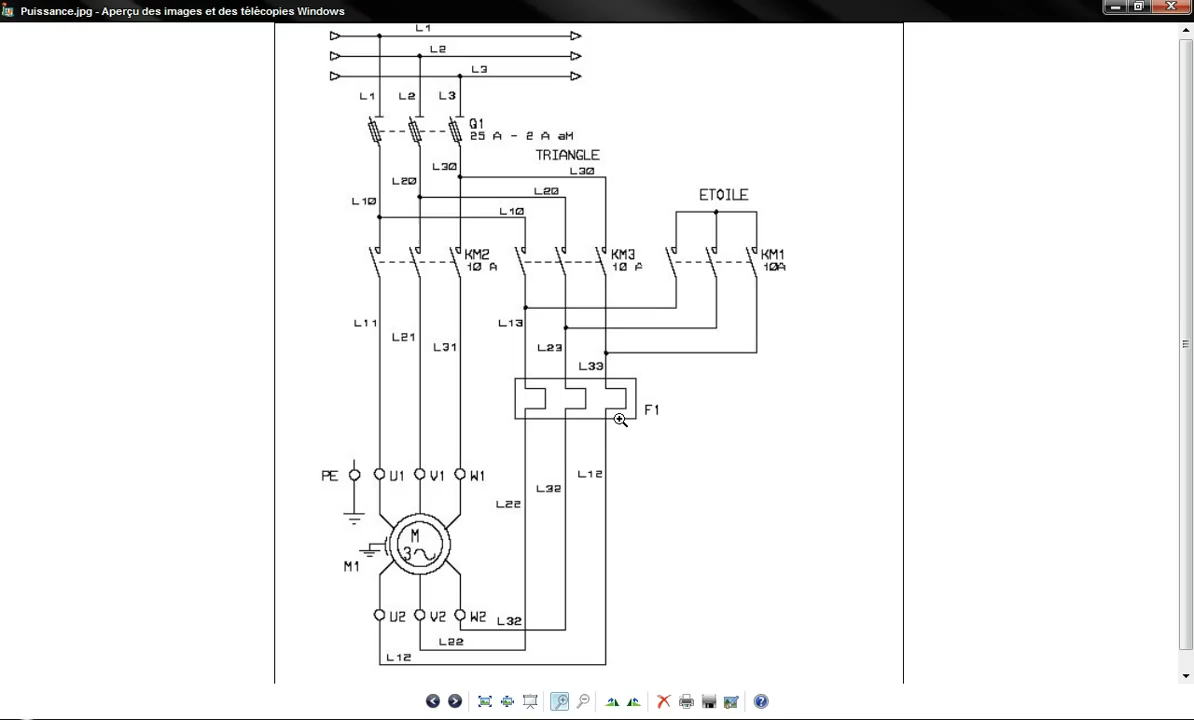 Puissance.jpg - Aperçu des images et des télécopies Windows
L1
L2
L3
L1 L2 L3
Q1
25 A - 2 A aM
TRIANGLE
L30 L30
L20 L20
ETOILE
L10 L10
KM2 KM3 KM1
10 A 10 A 10A
L11 L13
L21
L31 L23
L33
F1
PE U1 V1 W1 L12
L32
L22
M
3
M1
U2 V2 W2 L32
L22
L12